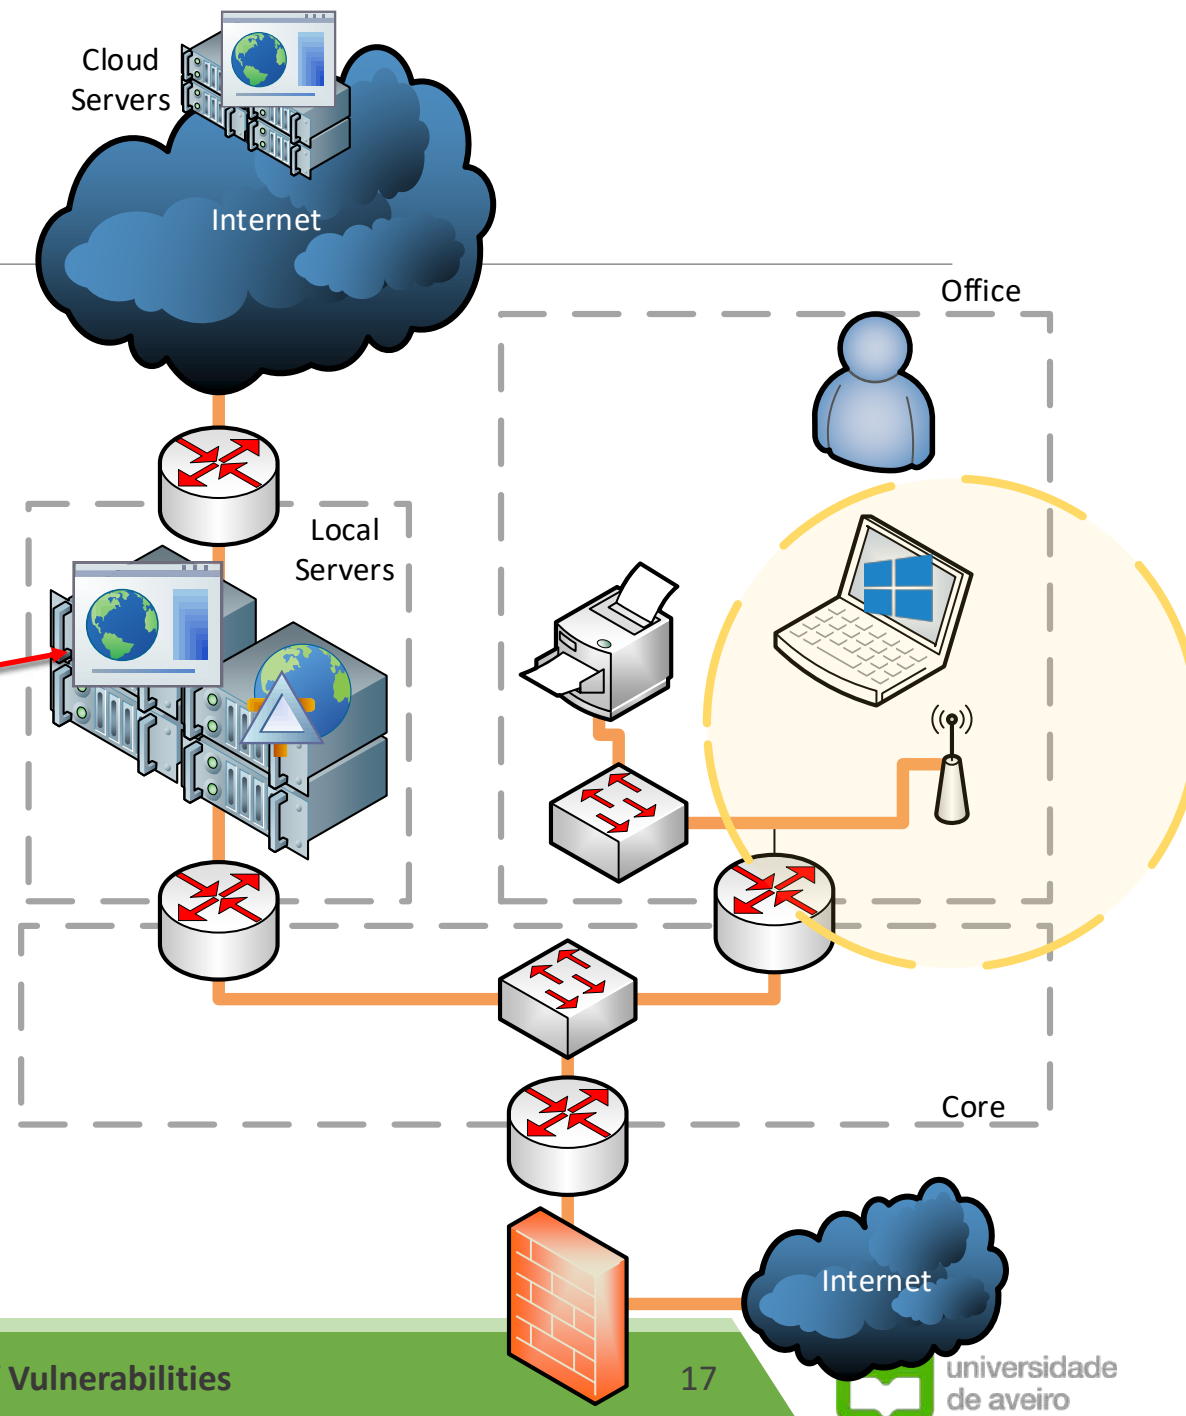 Cloud
Servers
Internet
Office
Local
Servers
Core
Internet
Vulnerabilities
17
universidade
de aveiro